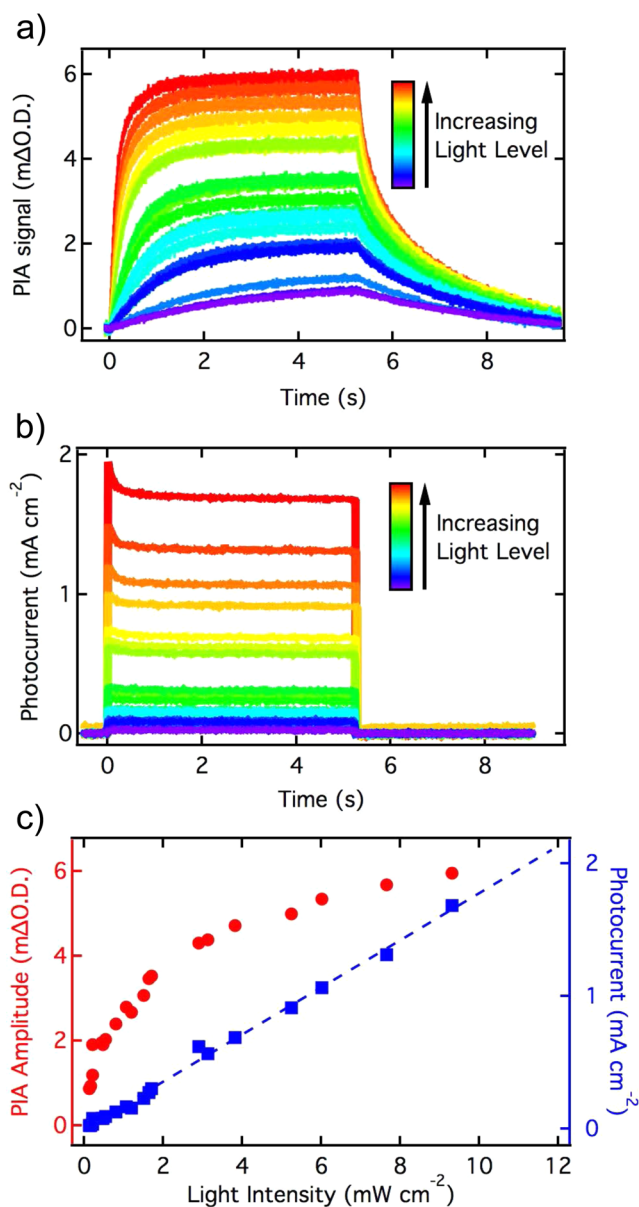 a)
6
4
2
0
PIA signal (mΔO.D.)
Increasing
Light Level
0
2
4
6
8
Time (s)
b)
2
1
0
Photocurrent (mA cm⁻²)
Increasing
Light Level
0
2
4
6
8
Time (s)
c)
6
4
2
0
PIA Amplitude (mΔO.D.)
2
1
0
Photocurrent (mA cm⁻²)
0
2
4
6
8
10
12
Light Intensity (mW cm⁻²)